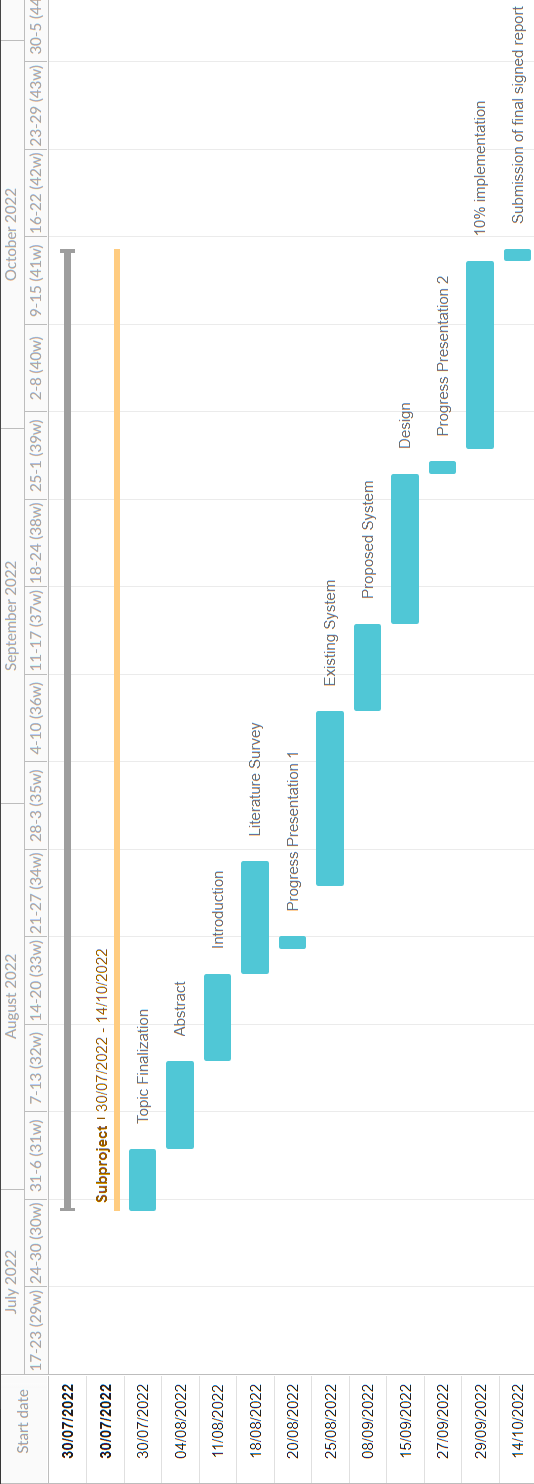 Start date
July 2022
August 2022
September 2022
October 2022
17-23 (29w)
24-30 (30w)
31-6 (31w)
7-13 (32w)
14-20 (33w)
21-27 (34w)
28-3 (35w)
4-10 (36w)
11-17 (37w)
18-24 (38w)
25-1 (39w)
2-8 (40w)
9-15 (41w)
16-22 (42w)
23-29 (43w)
30-5 (44
30/07/2022
30/07/2022
Subproject | 30/07/2022 - 14/10/2022
30/07/2022
Topic Finalization
04/08/2022
Abstract
11/08/2022
Introduction
18/08/2022
Literature Survey
20/08/2022
Progress Presentation 1
25/08/2022
Existing System
08/09/2022
Proposed System
15/09/2022
Design
27/09/2022
Progress Presentation 2
29/09/2022
10% implementation
14/10/2022
Submission of final signed report